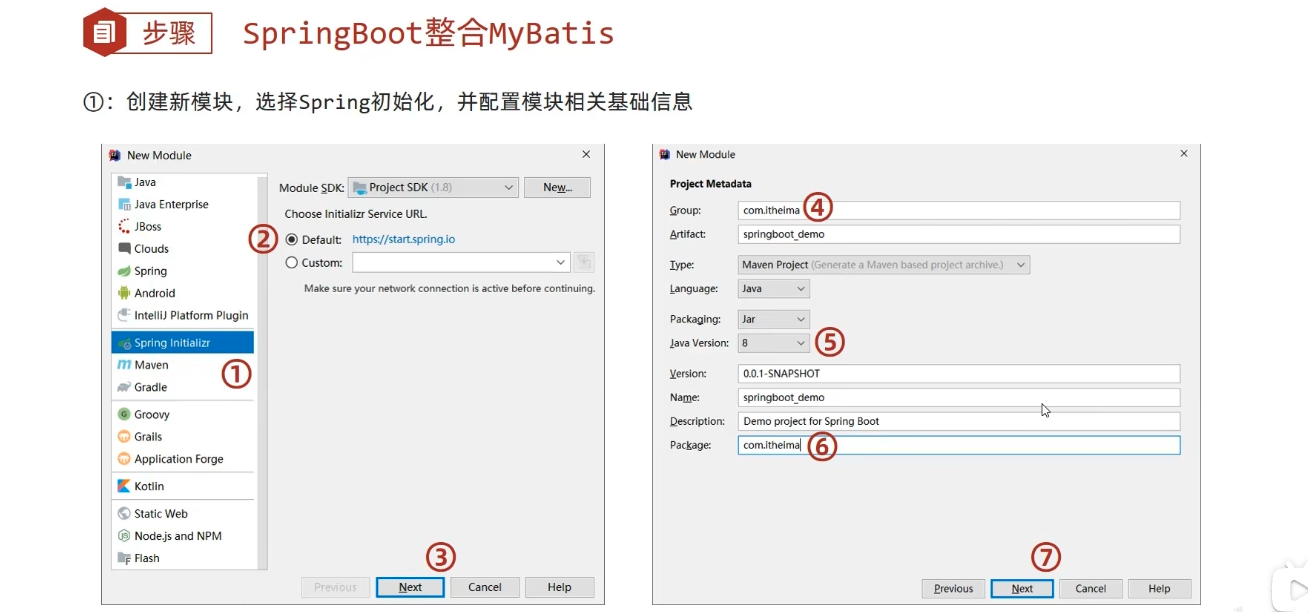 步骤 SpringBoot整合MyBatis
①：创建新模块，选择Spring初始化，并配置模块相关基础信息
New Module
Java
Java Enterprise
JBoss
Clouds
Spring
Android
IntelliJ Platform Plugin
Spring Initializr
①
Maven
Gradle
Groovy
Grails
Application Forge
Kotlin
Static Web
Node.js and NPM
Flash
Module SDK: Project SDK (1.8) New...
Choose Initializr Service URL.
② Default: https://start.spring.io
Custom:
Make sure your network connection is active before continuing.
③
Previous Next Cancel Help
New Module
Project Metadata
Group: com.itheima ④
Artifact: springboot_demo
Type: Maven Project (Generate a Maven based project archive.)
Language: Java
Packaging: Jar
Java Version: 8 ⑤
Version: 0.0.1-SNAPSHOT
Name: springboot_demo
Description: Demo project for Spring Boot
Package: com.itheima ⑥
⑦
Previous Next Cancel Help